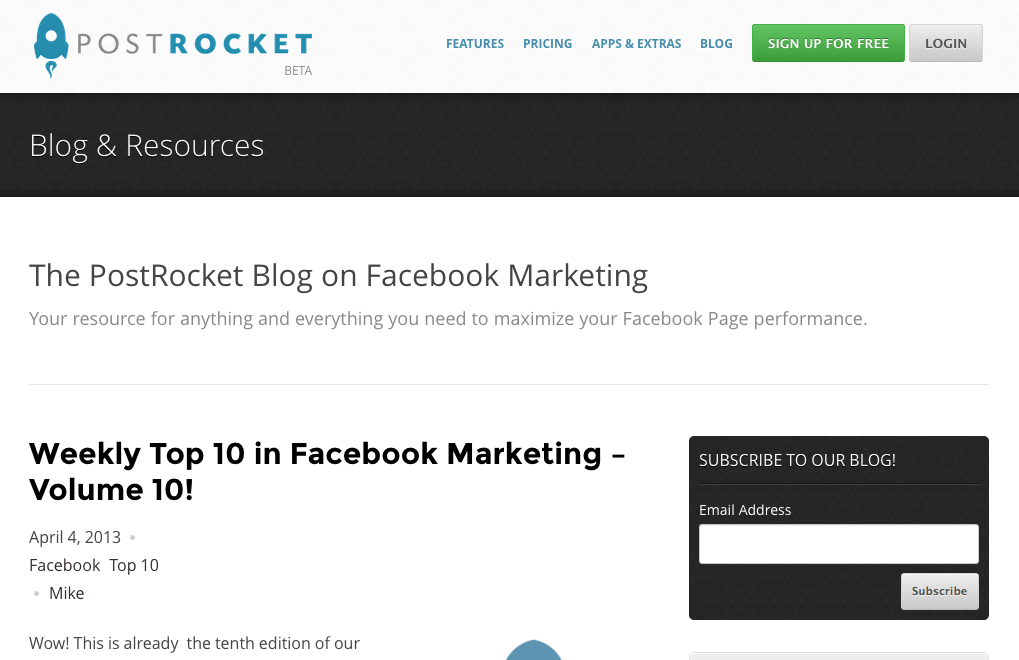 POSTROCKET
BETA
FEATURES PRICING APPS & EXTRAS BLOG SIGN UP FOR FREE LOGIN
Blog & Resources
The PostRocket Blog on Facebook Marketing
Your resource for anything and everything you need to maximize your Facebook Page performance.
Weekly Top 10 in Facebook Marketing –
Volume 10!
April 4, 2013
Facebook Top 10
Mike
Wow! This is already the tenth edition of our
SUBSCRIBE TO OUR BLOG!
Email Address
Subscribe